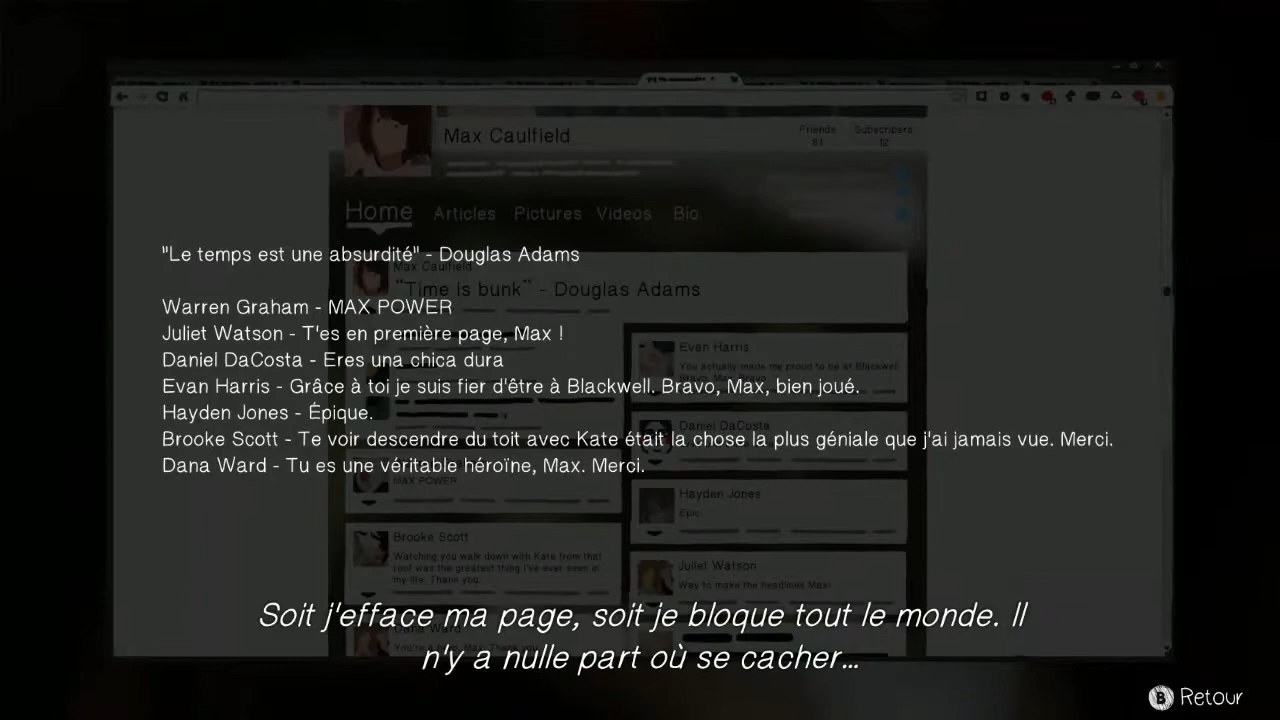 Max Caulfield
Friends
81
Subscribers
12
Home Articles Pictures Videos Bio
"Le temps est une absurdité" - Douglas Adams
Max Caulfield
"Time is bunk" - Douglas Adams
Warren Graham - MAX POWER
Juliet Watson - T'es en première page, Max !
Daniel DaCosta - Eres una chica dura
Evan Harris - Grâce à toi je suis fier d'être à Blackwell. Bravo, Max, bien joué.
Hayden Jones - Épique.
Brooke Scott - Te voir descendre du toit avec Kate était la chose la plus géniale que j'ai jamais vue. Merci.
Dana Ward - Tu es une véritable héroïne, Max. Merci.
MAX POWER
Brooke Scott
Watching you walk down with Kate from that
roof was the greatest thing I've ever seen in
my life. Thank you.
Dana Ward
Evan Harris
You actually made me proud to be at Blackwell
Daniel DaCosta
Hayden Jones
Epic.
Juliet Watson
Way to make the headlines Max!
Soit j'efface ma page, soit je bloque tout le monde. Il
n'y a nulle part où se cacher...
B Retour